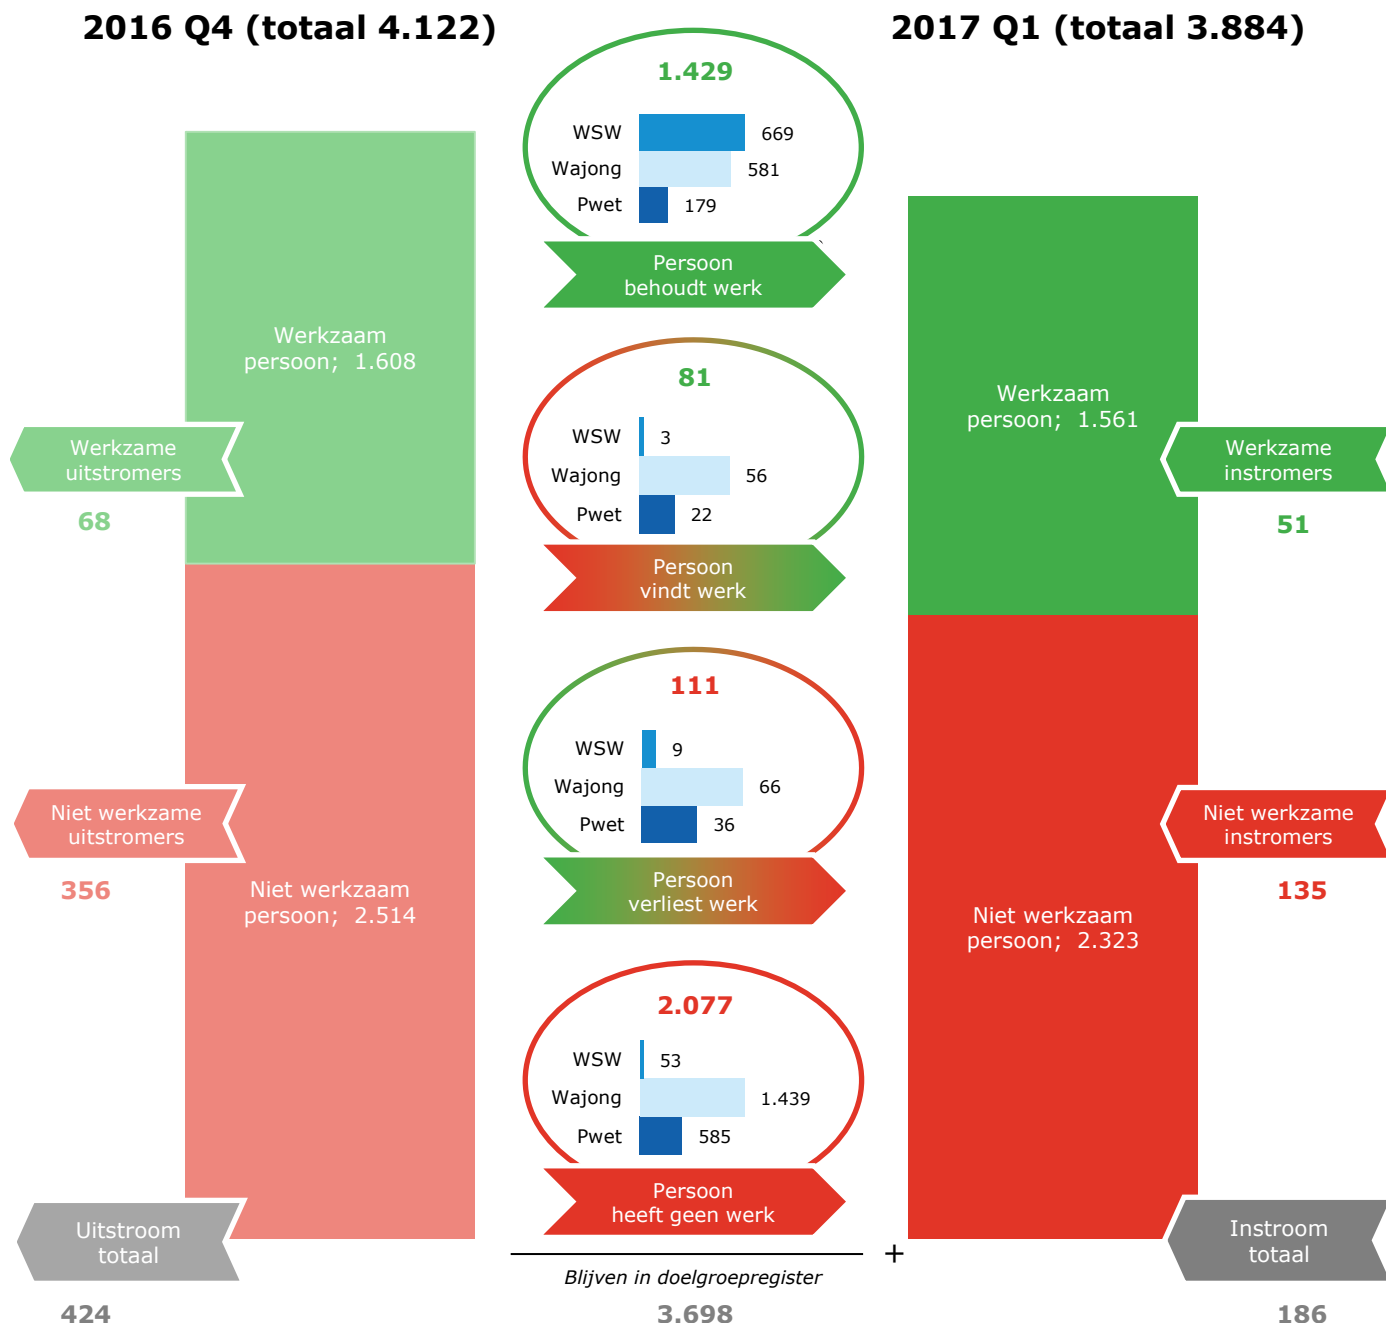 2016 Q4 (totaal 4.122)
2017 Q1 (totaal 3.884)
1.429
WSW 669
Wajong 581
Pwet 179
Persoon
behoudt werk
Werkzaam
persoon; 1.608
81
WSW 3
Wajong 56
Pwet 22
Persoon
vindt werk
Werkzaam
persoon; 1.561
Werkzame
uitstromers
68
Werkzame
instromers
51
111
WSW 9
Wajong 66
Pwet 36
Persoon
verliest werk
Niet werkzame
uitstromers
356
Niet werkzaam
persoon; 2.514
Niet werkzame
instromers
135
Niet werkzaam
persoon; 2.323
2.077
WSW 53
Wajong 1.439
Pwet 585
Persoon
heeft geen werk
Uitstroom
totaal
424
+
Blijven in doelgroepregister
3.698
Instroom
totaal
186